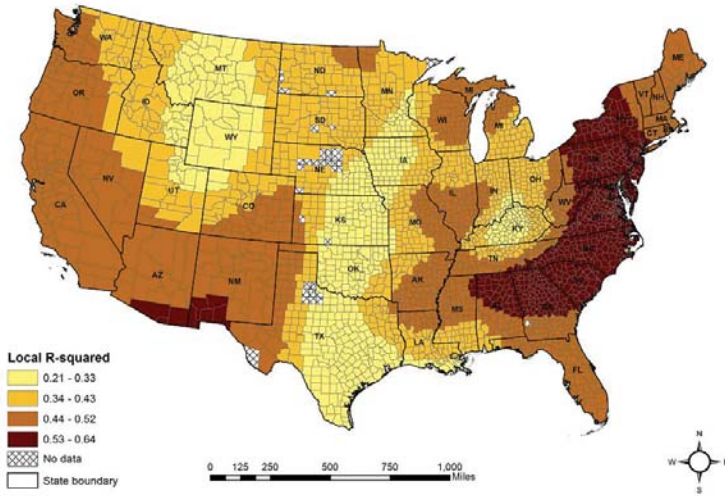 WA
MT
ND
MN
ME
OR
ID
WI
MI
VT
NH
MI
MA
CT
SD
WY
IA
NE
OH
NV
UT
CO
IL
IN
WV
CA
KS
MO
KY
TN
OK
AZ
NM
AR
MS
TX
LA
FL
Local R-squared
0.21 - 0.33
0.34 - 0.43
0.44 - 0.52
0.53 - 0.64
No data
State boundary
0 125 250 500 750 1,000
Miles
N
W
S